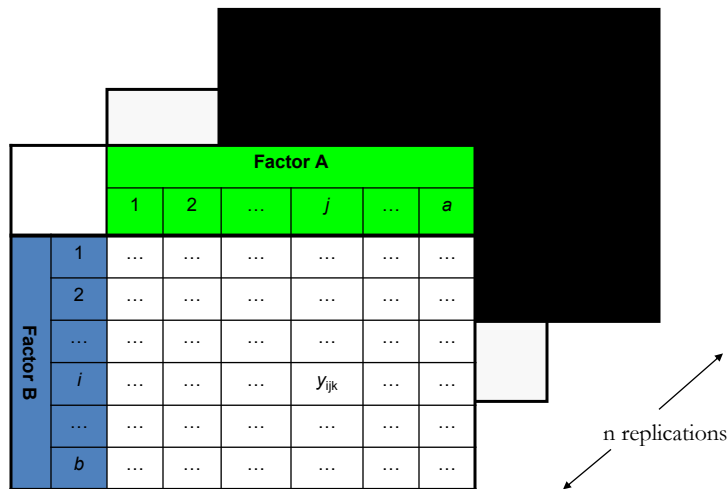 Factor A
1 2 … j … a
Factor B
1 … … … … … …
2 … … … … … …
… … … … … … …
i … … … yijk … …
… … … … … … …
b … … … … … …
n replications